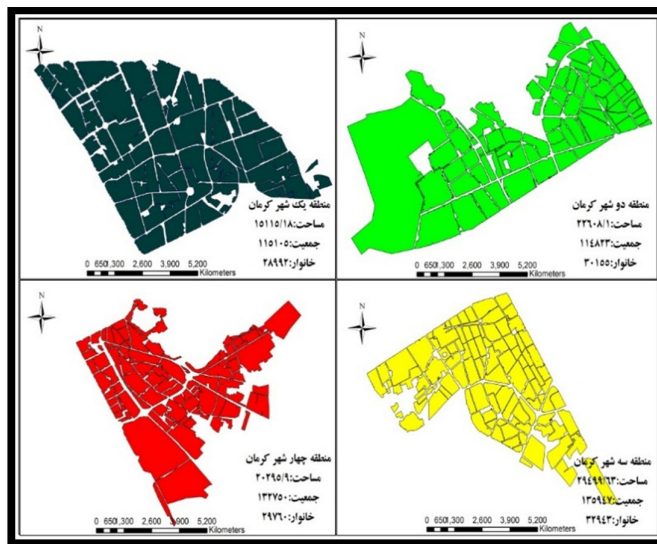 N
منطقه یک شهر کرمان
مساحت:۱۵۱۱۵/۱۸
جمعیت:۱۱۵۱۰۵
خانوار:۲۸۹۹۲
0 650 1,300 2,600 3,900 5,200
Kilometers
N
منطقه دو شهر کرمان
مساحت:۲۲۶۰۸/۱
جمعیت:۱۱۴۸۲۳
خانوار:۳۰۱۵۵
0 650 1,300 2,600 3,900 5,200
Kilometers
N
منطقه چهار شهر کرمان
مساحت:۲۰۲۹۵/۹
جمعیت:۱۳۲۷۵۰
خانوار:۲۹۷۶۰
0 650 1,300 2,600 3,900 5,200
Kilometers
N
منطقه سه شهر کرمان
مساحت:۲۹۴۹۹/۶۳
جمعیت:۱۳۵۹۴۷
خانوار:۳۲۹۴۳
0 650 1,300 2,600 3,900 5,200
Kilometers